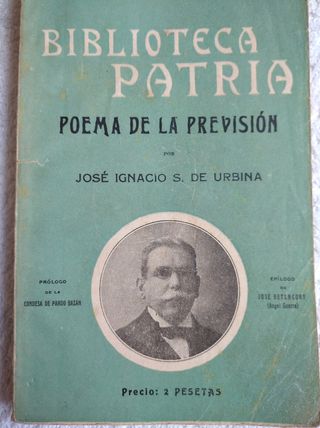 BIBLIOTECA
PATRIA
POEMA DE LA PREVISIÓN
POR
JOSÉ IGNACIO S. DE URBINA
PRÓLOGO
DE LA
CONDESA DE PARDO BAZÁN
EPÍLOGO
DE
JOSÉ BETANCORT
(Angel Guerra)
Precio: 2 PESETAS